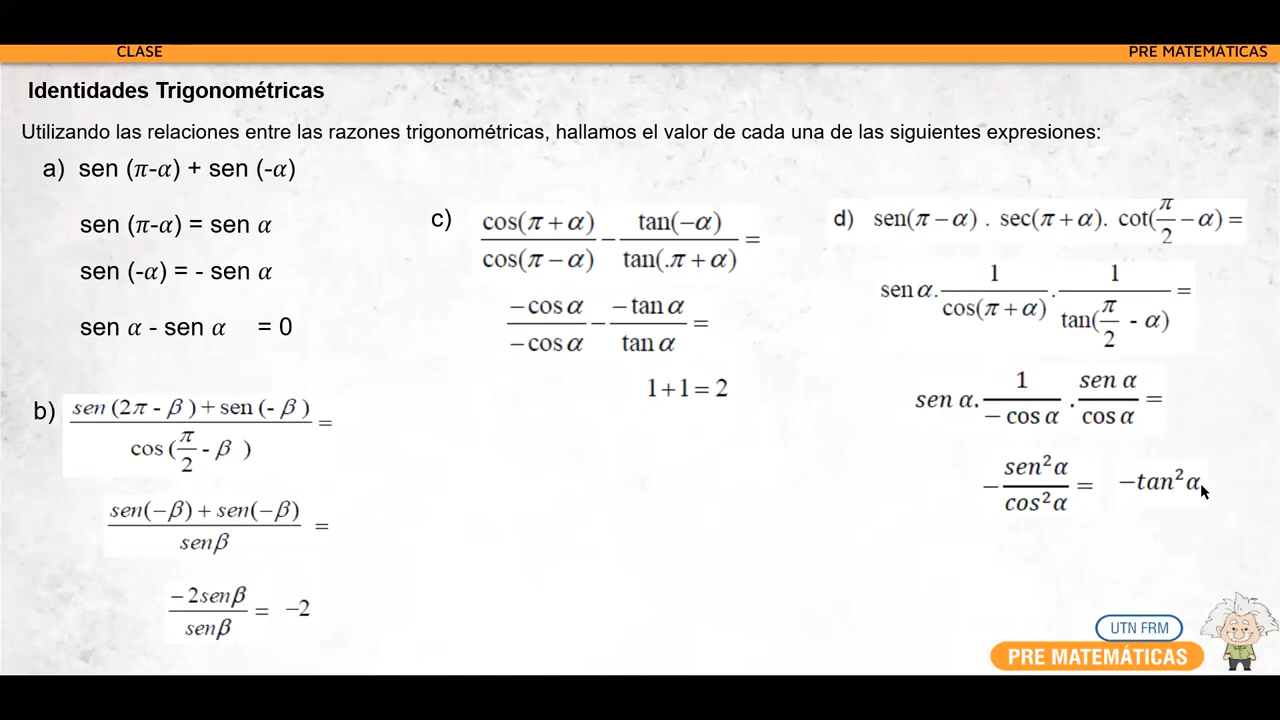 CLASE
PRE MATEMÁTICAS
Identidades Trigonométricas
Utilizando las relaciones entre las razones trigonométricas, hallamos el valor de cada una de las siguientes expresiones:
a) sen (π-α) + sen (-α)
sen (π-α) = sen α
sen (-α) = - sen α
sen α - sen α = 0
b) sen (2π - β) + sen (- β) / cos (π/2 - β) =
sen(-β) + sen(-β) / sen β =
-2sen β / sen β = -2
c) cos(π + α) / cos(π - α) - tan(-α) / tan(.π + α) =
-cos α / -cos α - -tan α / tan α =
1 + 1 = 2
d) sen(π - α) . sec(π + α). cot(π/2 - α) =
sen α. 1 / cos(π + α) . 1 / tan(π/2 - α) =
sen α. 1 / - cos α . sen α / cos α =
- sen²α / cos²α = -tan²α
UTN FRM
PRE MATEMÁTICAS